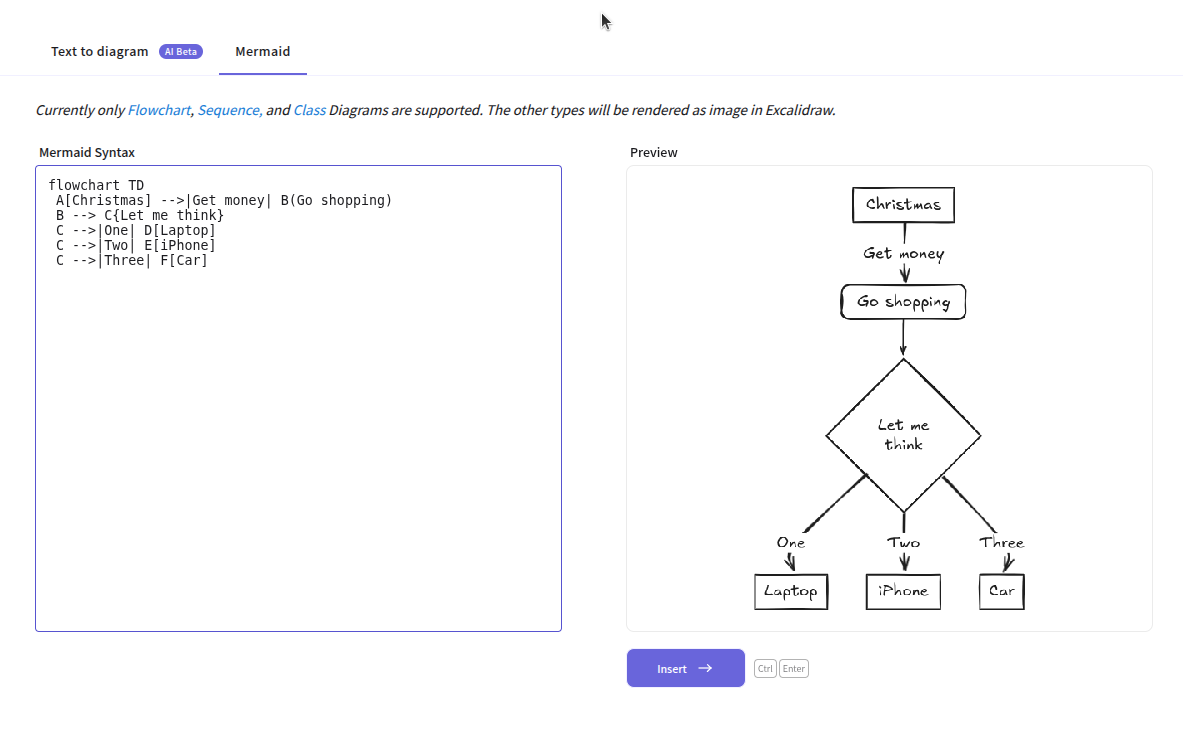 Text to diagram AI Beta Mermaid
Currently only Flowchart, Sequence, and Class Diagrams are supported. The other types will be rendered as image in Excalidraw.
Mermaid Syntax
flowchart TD
 A[Christmas] -->|Get money| B(Go shopping)
 B --> C{Let me think}
 C -->|One| D[Laptop]
 C -->|Two| E[iPhone]
 C -->|Three| F[Car]
Preview
Christmas
Get money
Go shopping
Let me
think
One Two Three
Laptop iPhone Car
Insert → Ctrl Enter